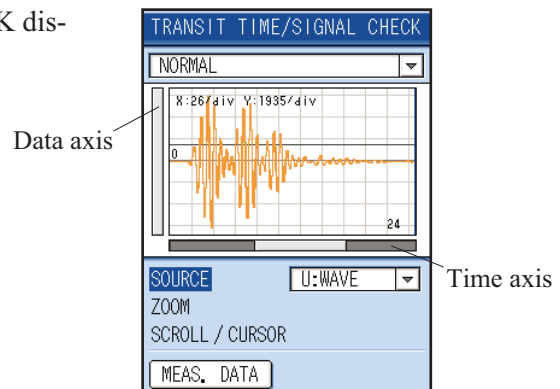 K dis-
TRANSIT TIME/SIGNAL CHECK
NORMAL
X:26/div Y:1935/div
Data axis
0
24
Time axis
SOURCE U:WAVE
ZOOM
SCROLL / CURSOR
MEAS. DATA